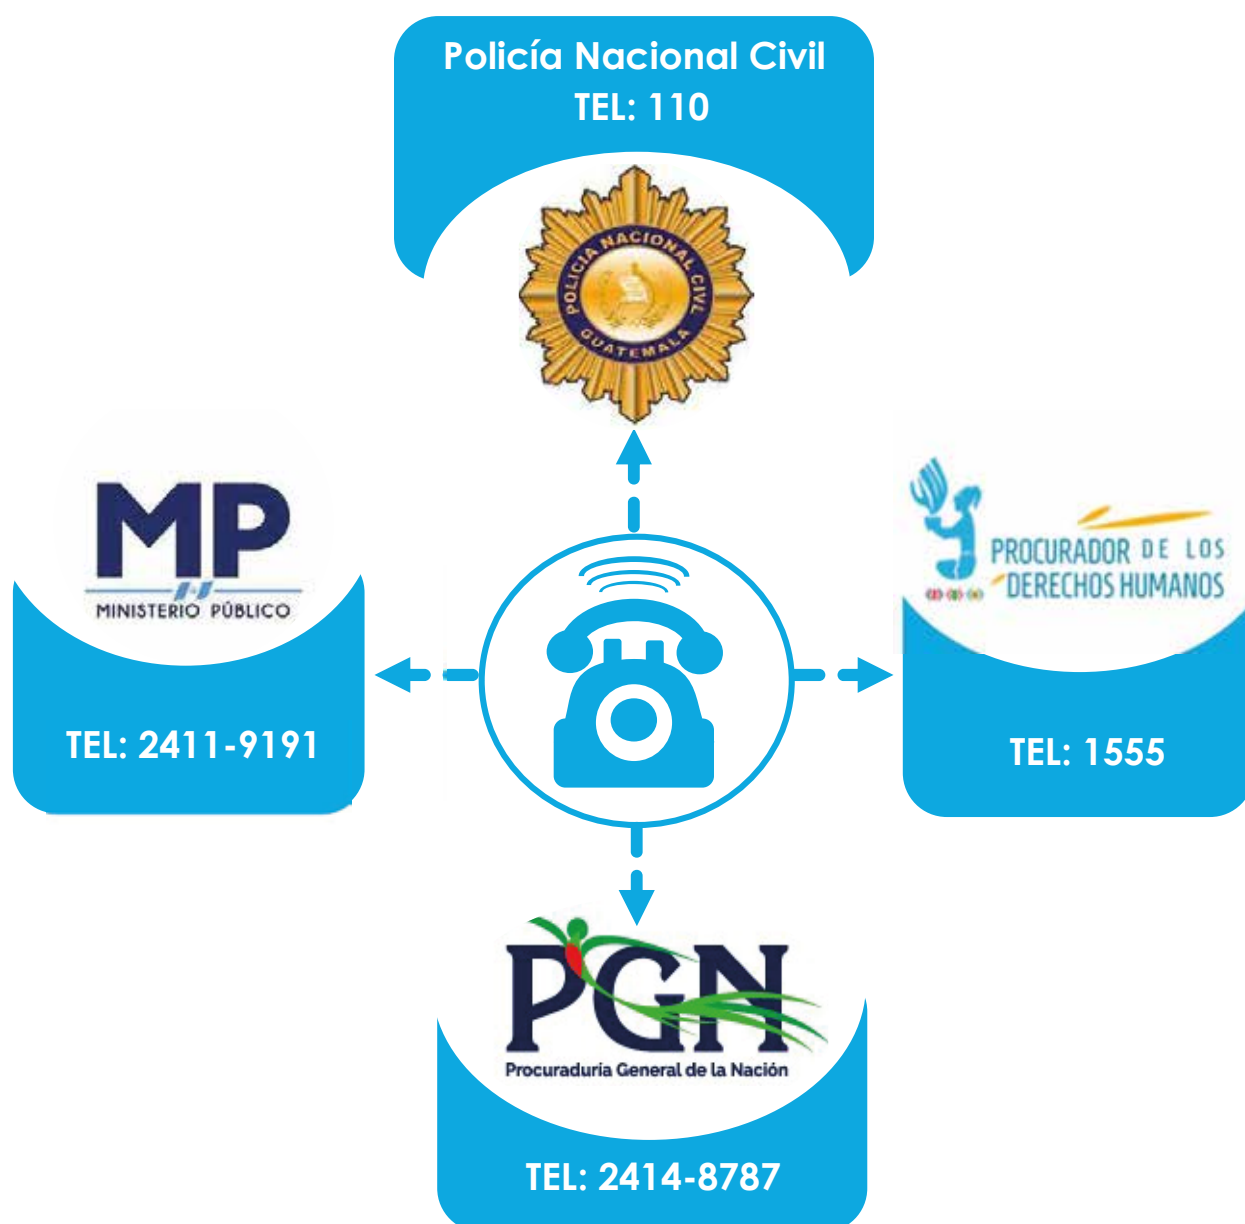 Policía Nacional Civil
TEL: 110
POLICIA NACIONAL CIVIL
GUATEMALA
MP
MINISTERIO PÚBLICO
TEL: 2411-9191
PROCURADOR DE LOS
DERECHOS HUMANOS
TEL: 1555
PGN
Procuraduría General de la Nación
TEL: 2414-8787